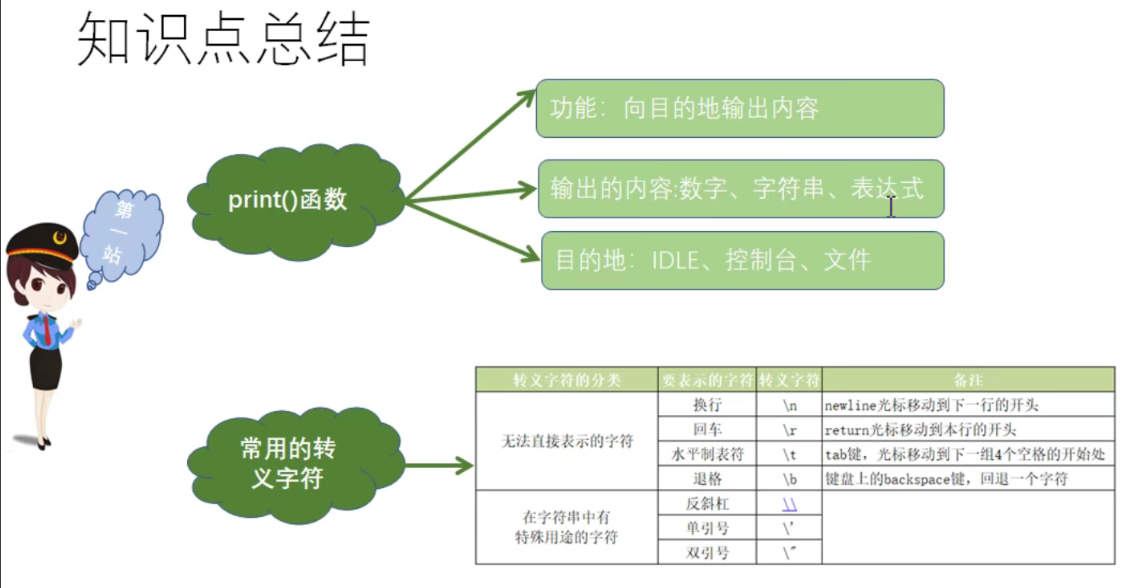 知识点总结
功能：向目的地输出内容
print()函数
输出的内容:数字、字符串、表达式
目的地：IDLE、控制台、文件
第
一
站
转义字符的分类 要表示的字符 转义字符 备注
无法直接表示的字符
换行 \n newline光标移动到下一行的开头
回车 \r return光标移动到本行的开头
水平制表符 \t tab键，光标移动到下一组4个空格的开始处
退格 \b 键盘上的backspace键，回退一个字符
常用的转
义字符
在字符串中有
特殊用途的字符
反斜杠 \\
单引号 \'
双引号 \"